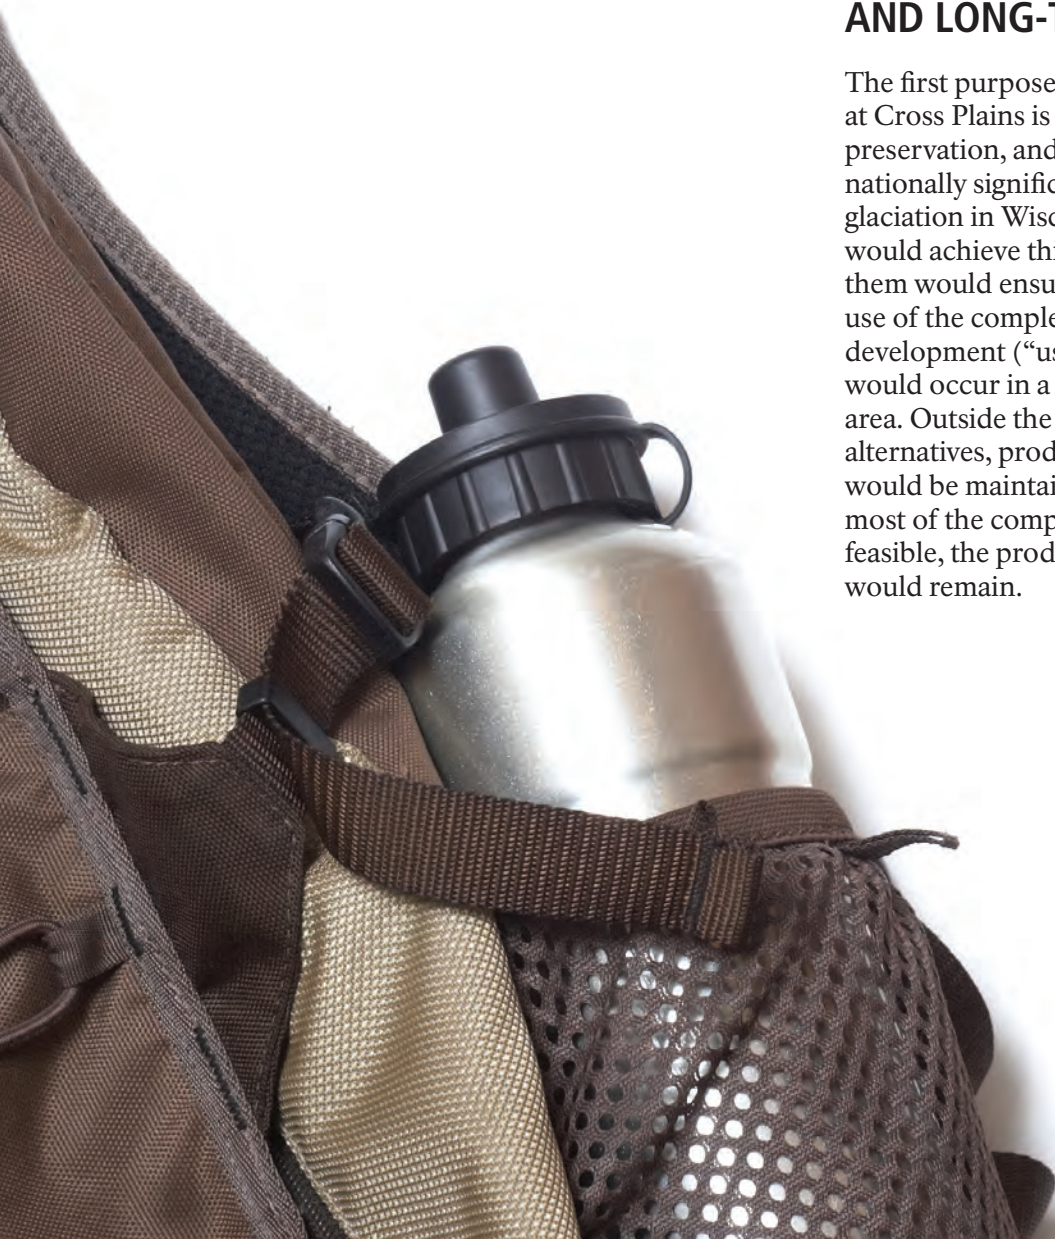 AND LONG-
The first purpose
at Cross Plains is
preservation, and
nationally signific
glaciation in Wisc
would achieve thi
them would ensu
use of the comple
development (“us
would occur in a
area. Outside the
alternatives, prod
would be maintai
most of the comp
feasible, the prod
would remain.